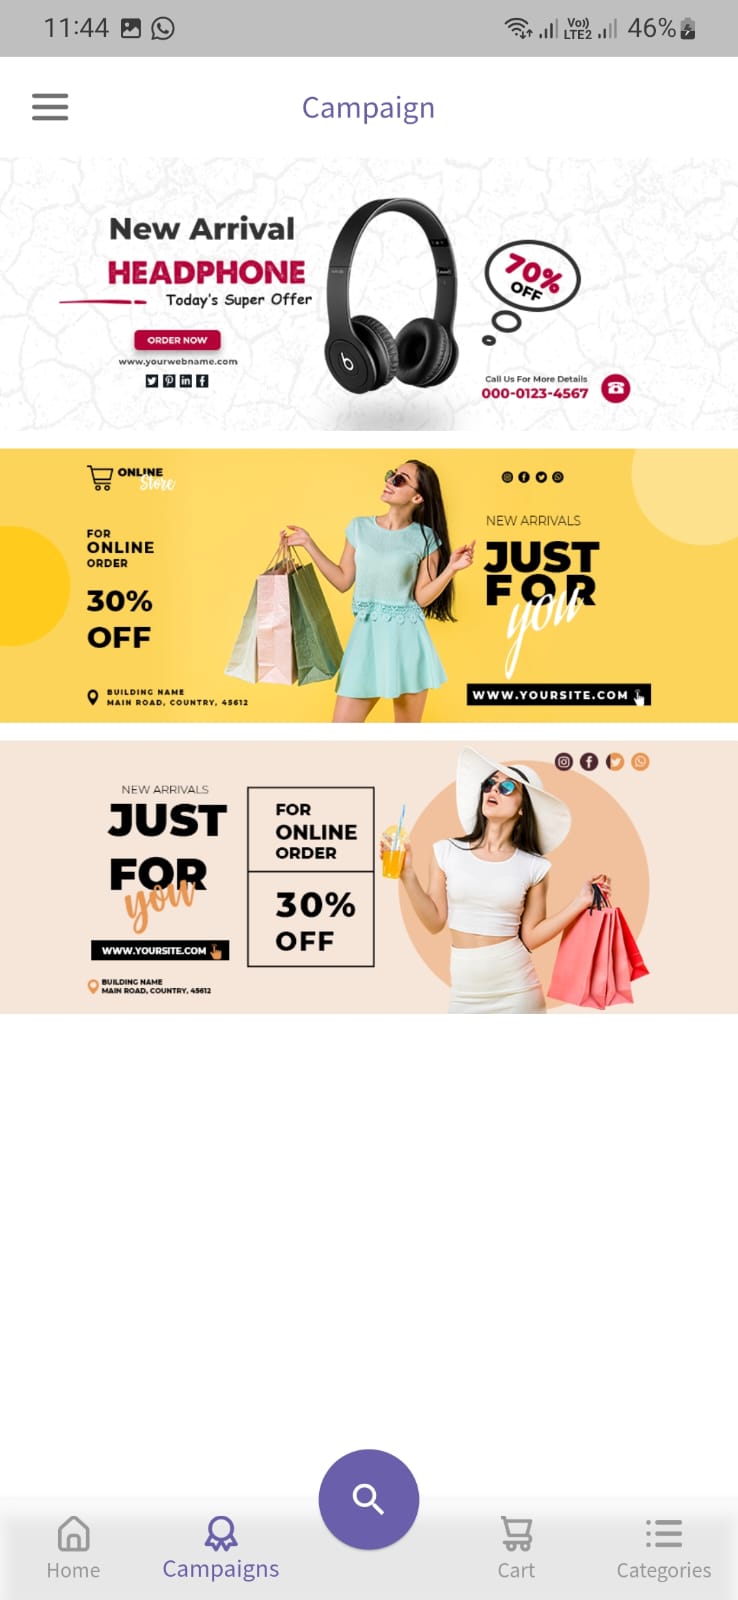 11:44
Vo))
LTE2
46%
Campaign
New Arrival
HEADPHONE
Today's Super Offer
ORDER NOW
www.yourwebname.com
70%
OFF
Call Us For More Details
000-0123-4567
ONLINE
Store
FOR
ONLINE
ORDER
30%
OFF
BUILDING NAME
MAIN ROAD, COUNTRY, 45612
NEW ARRIVALS
JUST
FOR
you
WWW.YOURSITE.COM
NEW ARRIVALS
JUST
FOR
you
WWW.YOURSITE.COM
BUILDING NAME
MAIN ROAD, COUNTRY, 45612
FOR
ONLINE
ORDER
30%
OFF
Home
Campaigns
Cart
Categories